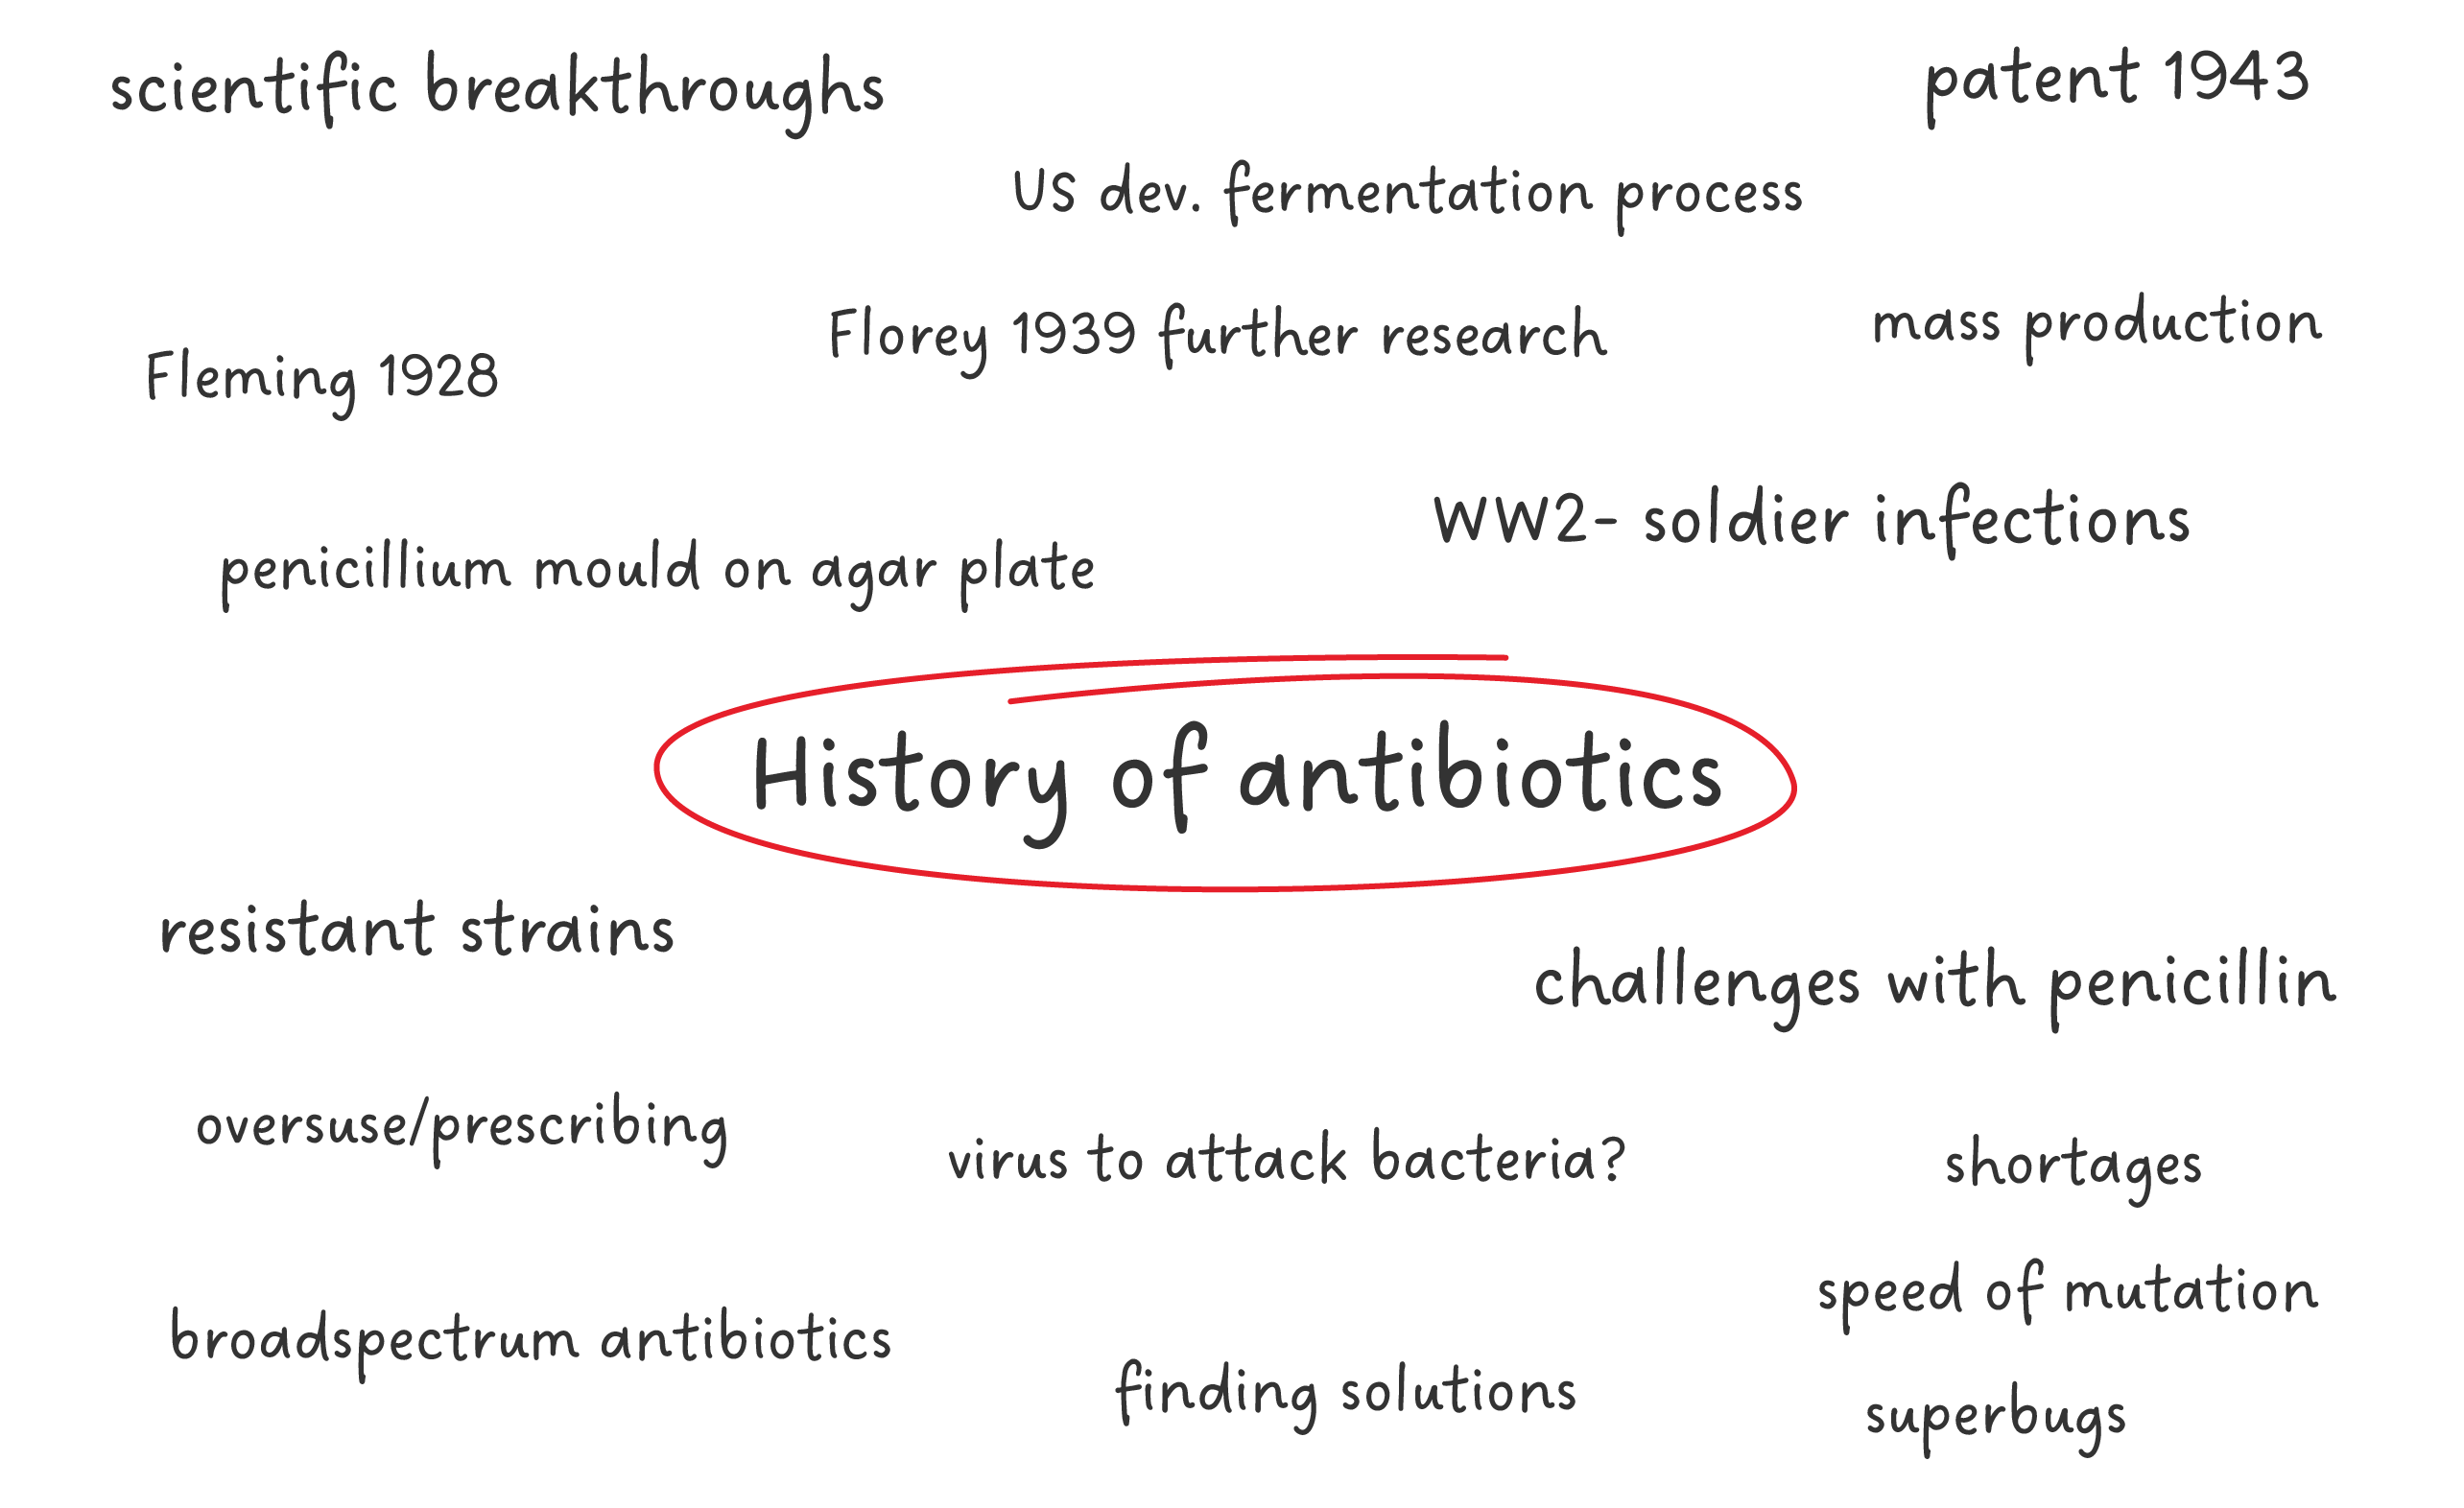 scientific breakthroughs
patent 1943
US dev. fermentation process
Florey 1939 further research
mass production
Fleming 1928
WW2- soldier infections
penicillium mould on agar plate
History of antibiotics
resistant strains
challenges with penicillin
oversuse/prescribing
virus to attack bacteria?
shortages
speed of mutation
broadspectrum antibiotics
finding solutions
superbugs